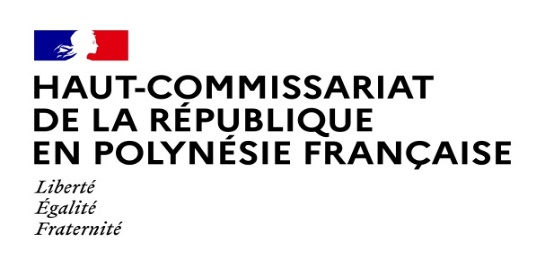 HAUT-COMMISSARIAT
DE LA RÉPUBLIQUE
EN POLYNÉSIE FRANÇAISE
Liberté
Égalité
Fraternité